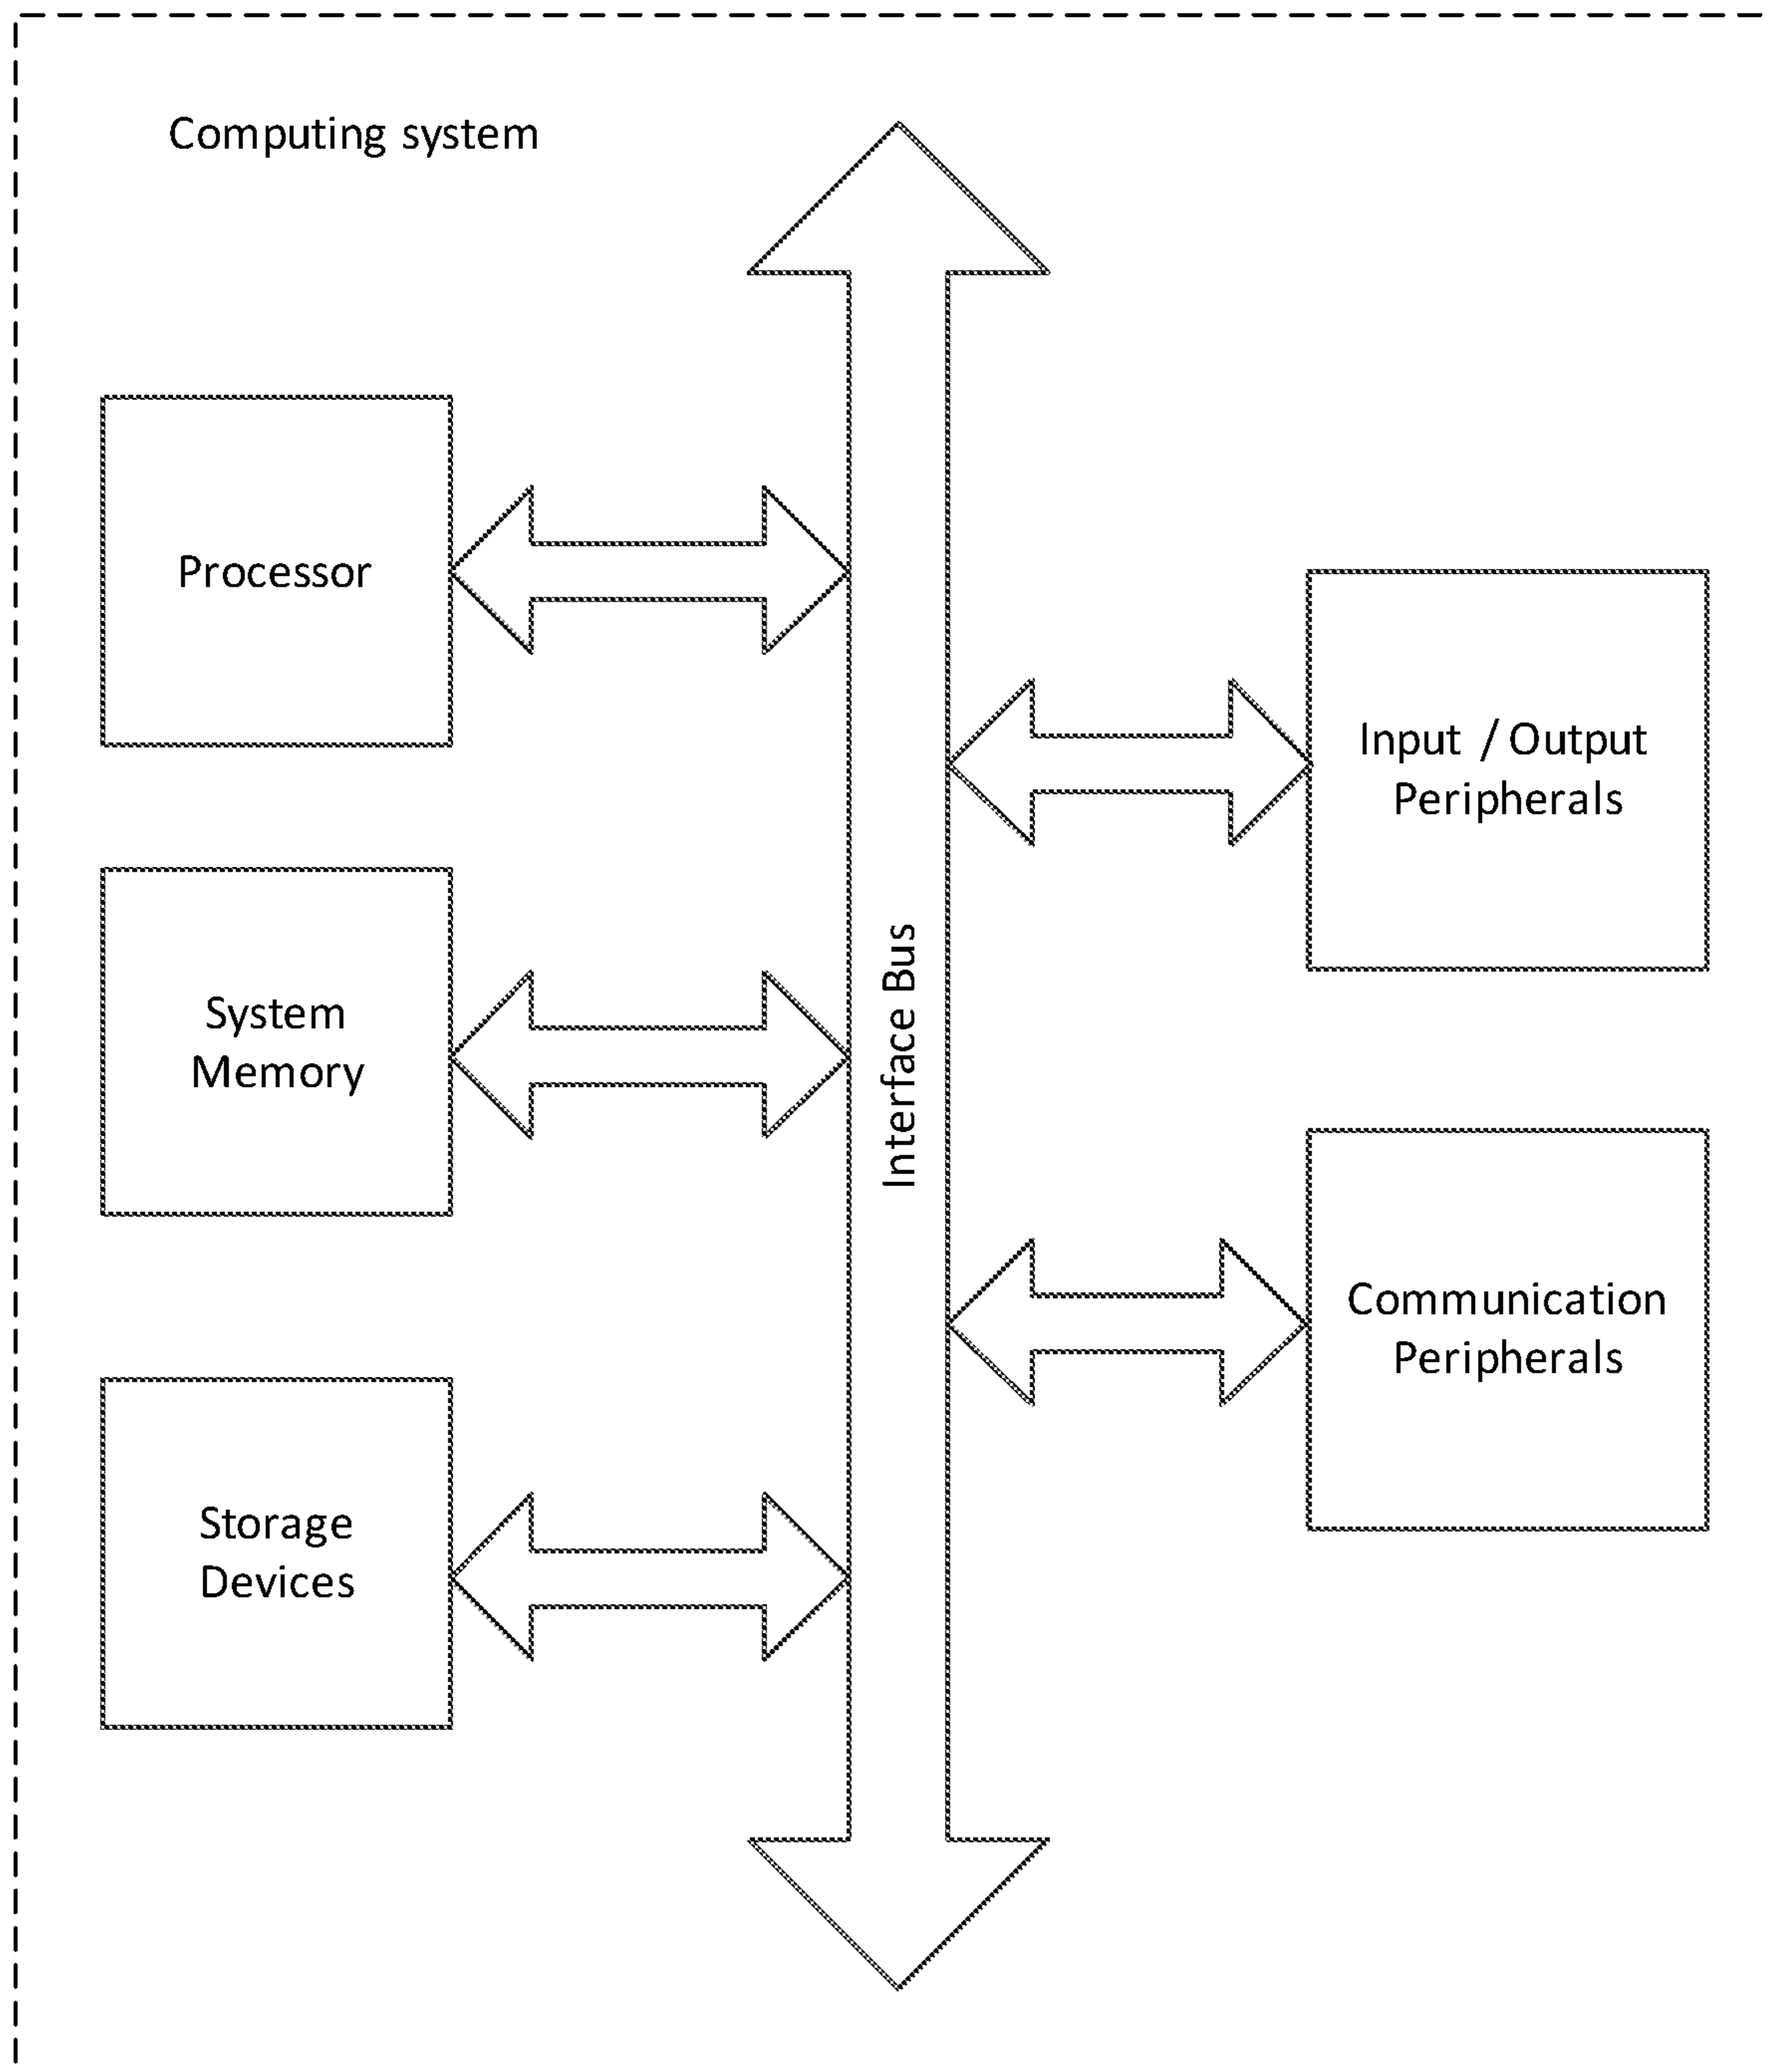 Computing system
Processor
Input / Output
Peripherals
System
Memory
Interface Bus
Communication
Peripherals
Storage
Devices